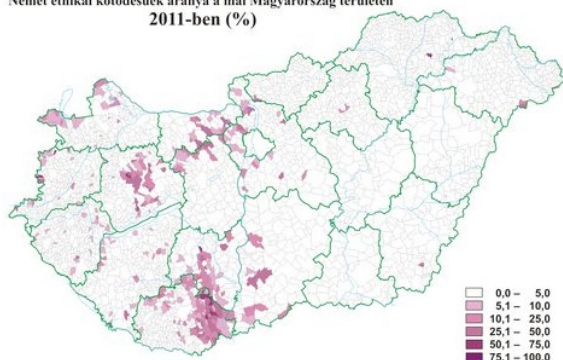 Német etnikai kötődésűek aránya a mai Magyarország területén
2011-ben (%)
0,0 – 5,0
5,1 – 10,0
10,1 – 25,0
25,1 – 50,0
50,1 – 75,0
75,1 – 100,0